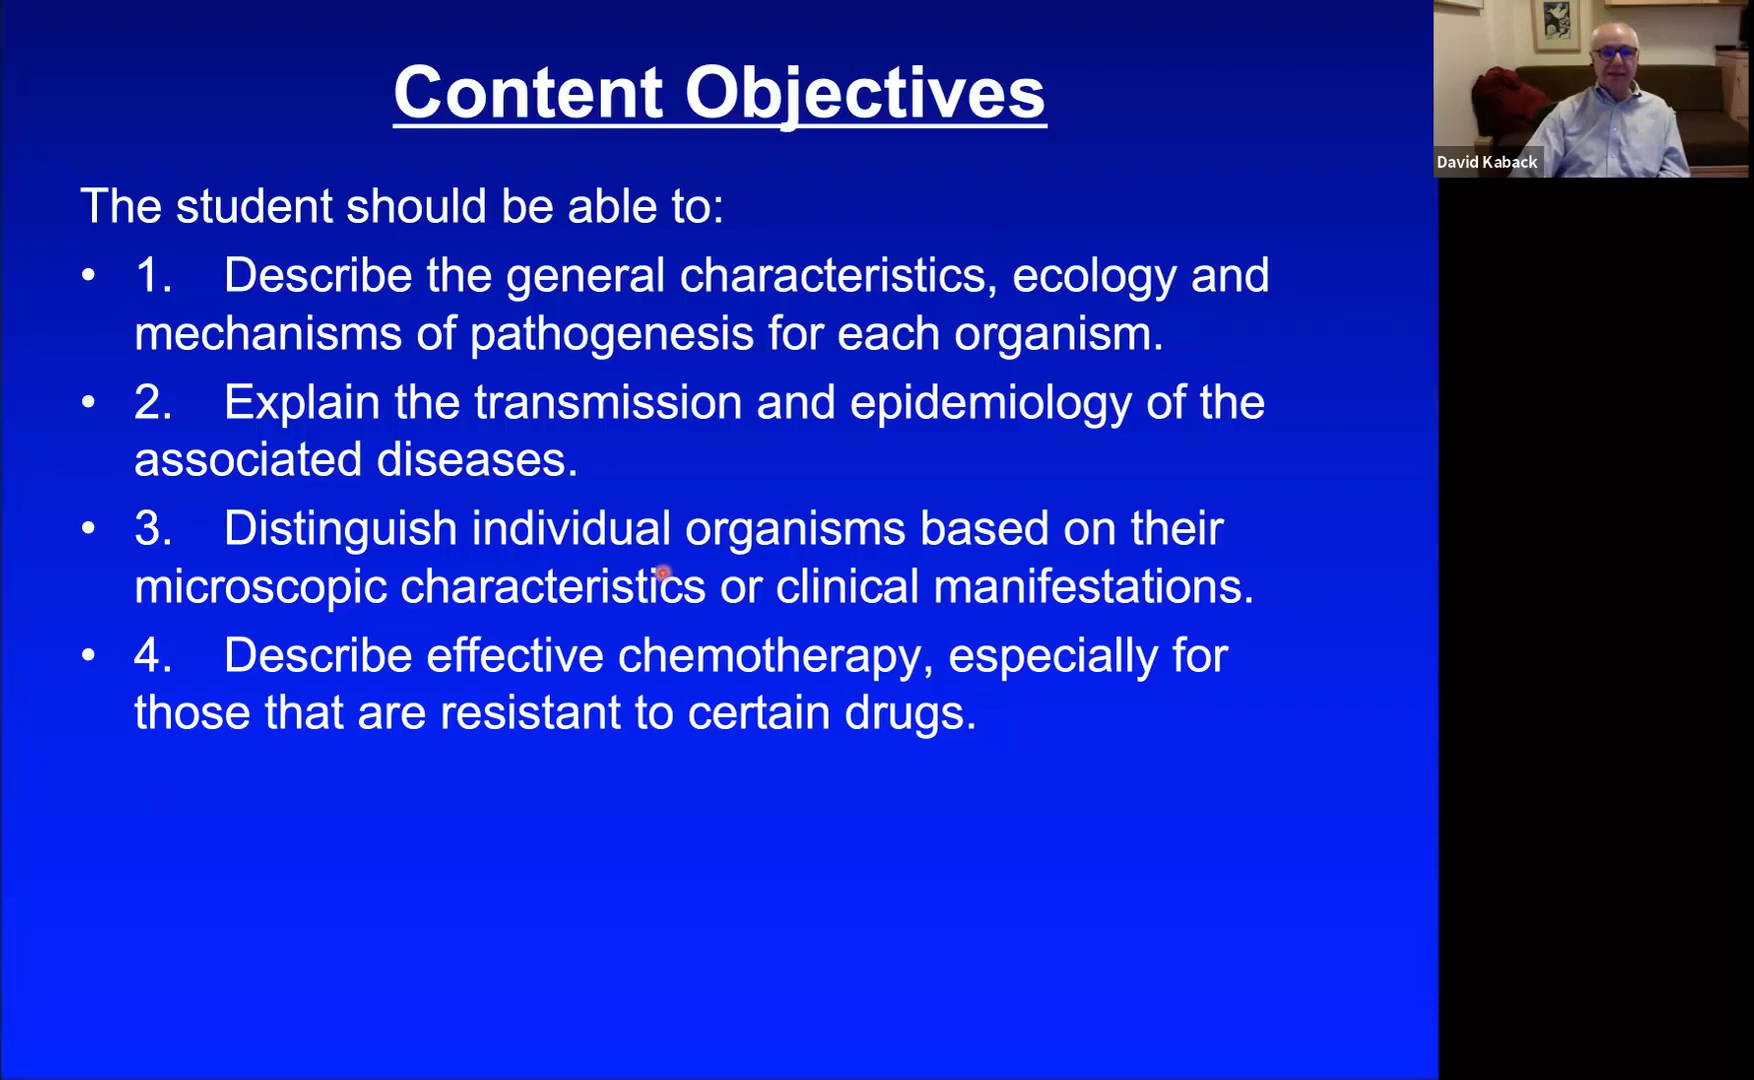 Content Objectives
David Kaback
The student should be able to:
• 1. Describe the general characteristics, ecology and
mechanisms of pathogenesis for each organism.
• 2. Explain the transmission and epidemiology of the
associated diseases.
• 3. Distinguish individual organisms based on their
microscopic characteristics or clinical manifestations.
• 4. Describe effective chemotherapy, especially for
those that are resistant to certain drugs.